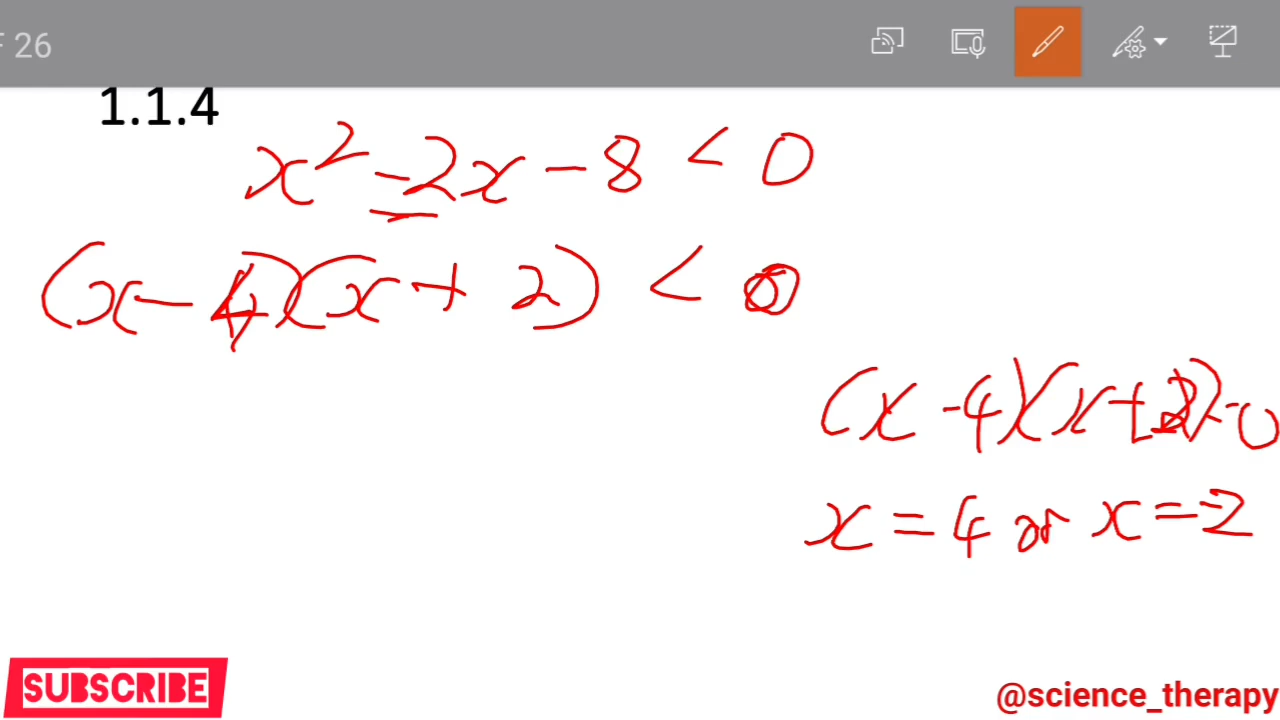 F 26
1.1.4
x² - 2x - 8 < 0
(x - 4)(x + 2) < 0
(x - 4)(x + 2) = 0
x = 4 or x = -2
SUBSCRIBE
@science_therapy